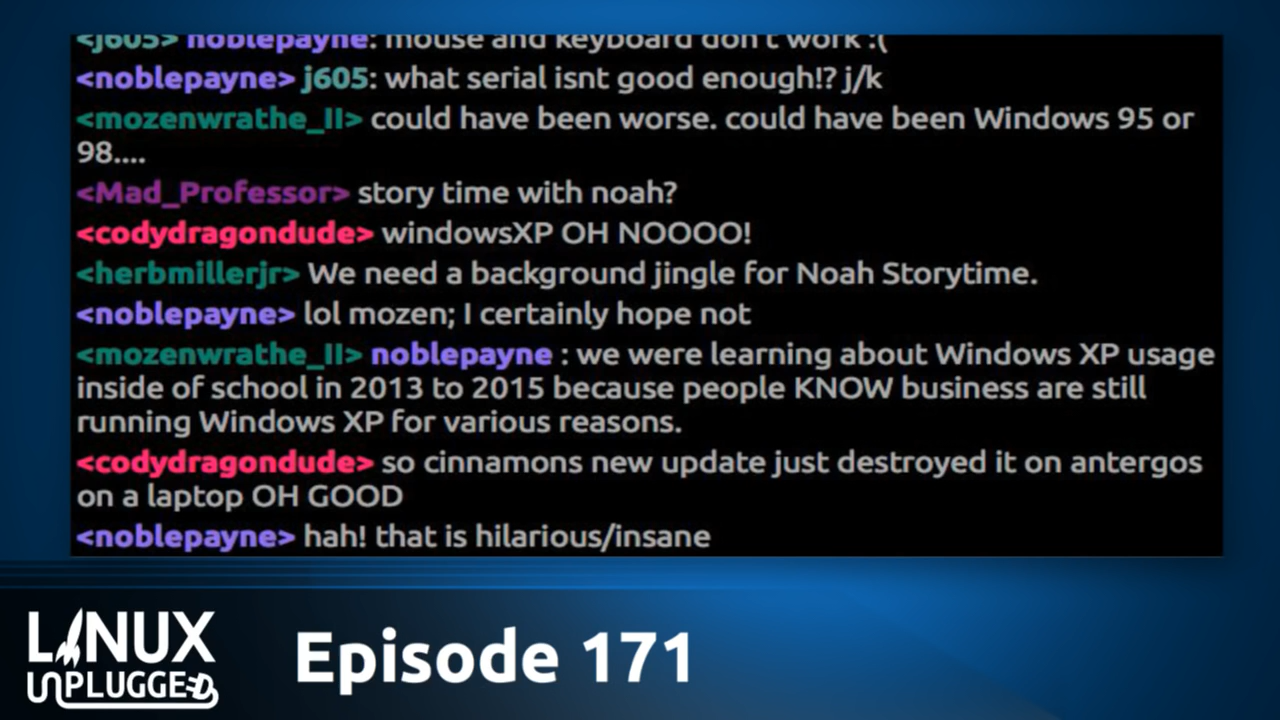 <j605> noblepayne: mouse and keyboard don't work :(
<noblepayne> j605: what serial isnt good enough!? j/k
<mozenwrathe_II> could have been worse. could have been Windows 95 or
98....
<Mad_Professor> story time with noah?
<codydragondude> windowsXP OH NOOOO!
<herbmillerjr> We need a background jingle for Noah Storytime.
<noblepayne> lol mozen; I certainly hope not
<mozenwrathe_II> noblepayne : we were learning about Windows XP usage
inside of school in 2013 to 2015 because people KNOW business are still
running Windows XP for various reasons.
<codydragondude> so cinnamons new update just destroyed it on antergos
on a laptop OH GOOD
<noblepayne> hah! that is hilarious/insane
LINUX
UNPLUGGED
Episode 171